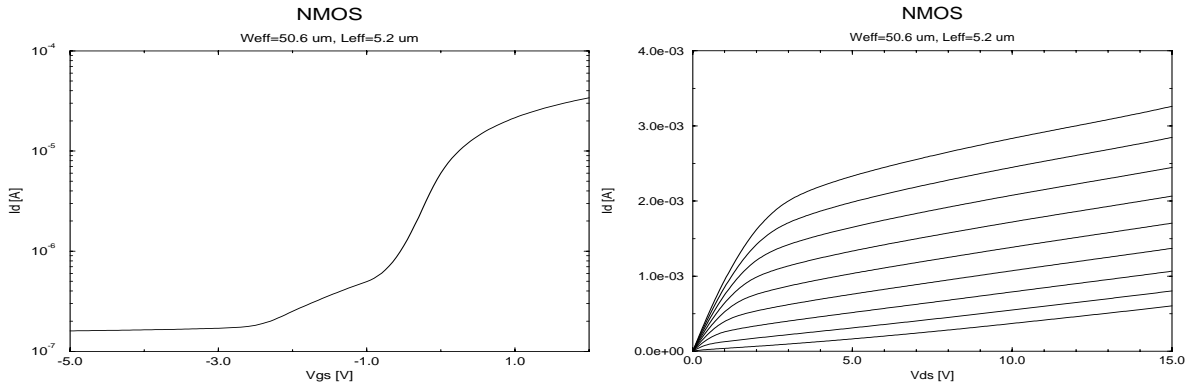 NMOS
Weff=50.6 um, Leff=5.2 um
10-4
10-5
10-6
10-7
Id [A]
-5.0 -3.0 -1.0 1.0
Vgs [V]
NMOS
Weff=50.6 um, Leff=5.2 um
4.0e-03
3.0e-03
2.0e-03
1.0e-03
0.0e+00
Id [A]
0.0 5.0 10.0 15.0
Vds [V]